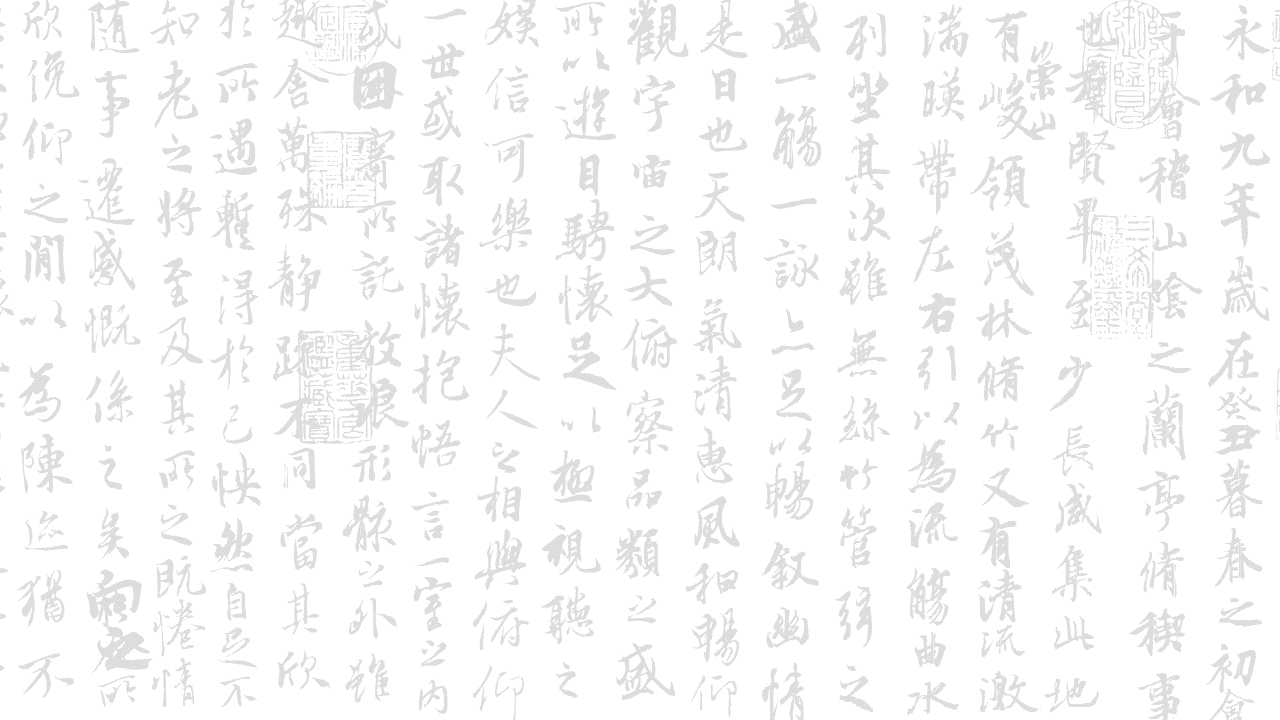 永和九年歲在癸丑暮春之初會
于會稽山陰之蘭亭脩稧事
也羣賢畢至少長咸集此地
有崇山峻領茂林脩竹又有清流激
湍暎帶左右引以為流觴曲水
列坐其次雖無絲竹管弦之
盛一觴一詠亦足以暢敘幽情
是日也天朗氣清惠風和暢仰
觀宇宙之大俯察品類之盛
所以遊目騁懷足以極視聽之
娛信可樂也夫人之相與俯仰
一世或取諸懷抱悟言一室之內
或因寄所託放浪形骸之外雖
趣舍萬殊靜躁不同當其欣
於所遇蹔得於己怏然自足不
知老之將至及其所之既惓情
隨事遷感慨係之矣向之所
欣俛仰之閒以為陳迹猶不